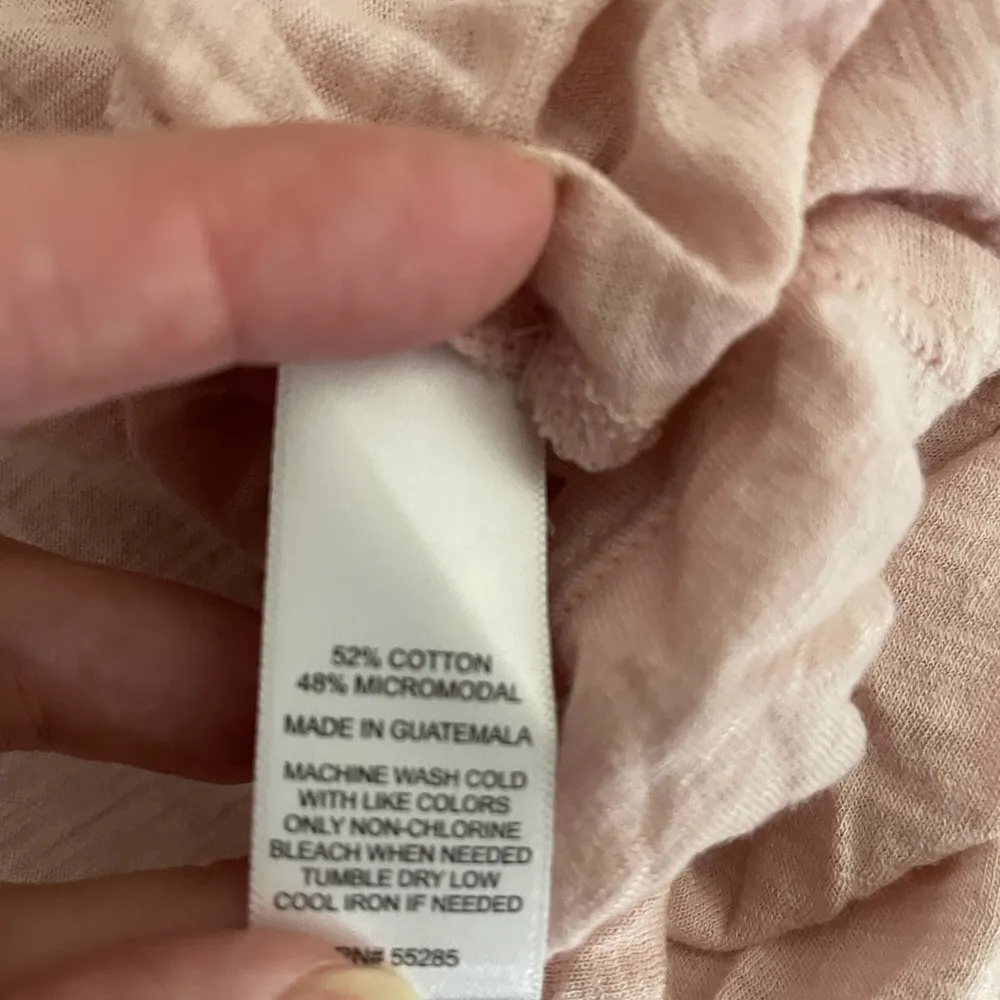 52% COTTON
48% MICROMODAL
MADE IN GUATEMALA
MACHINE WASH COLD
WITH LIKE COLORS
ONLY NON-CHLORINE
BLEACH WHEN NEEDED
TUMBLE DRY LOW
COOL IRON IF NEEDED
RN# 55285